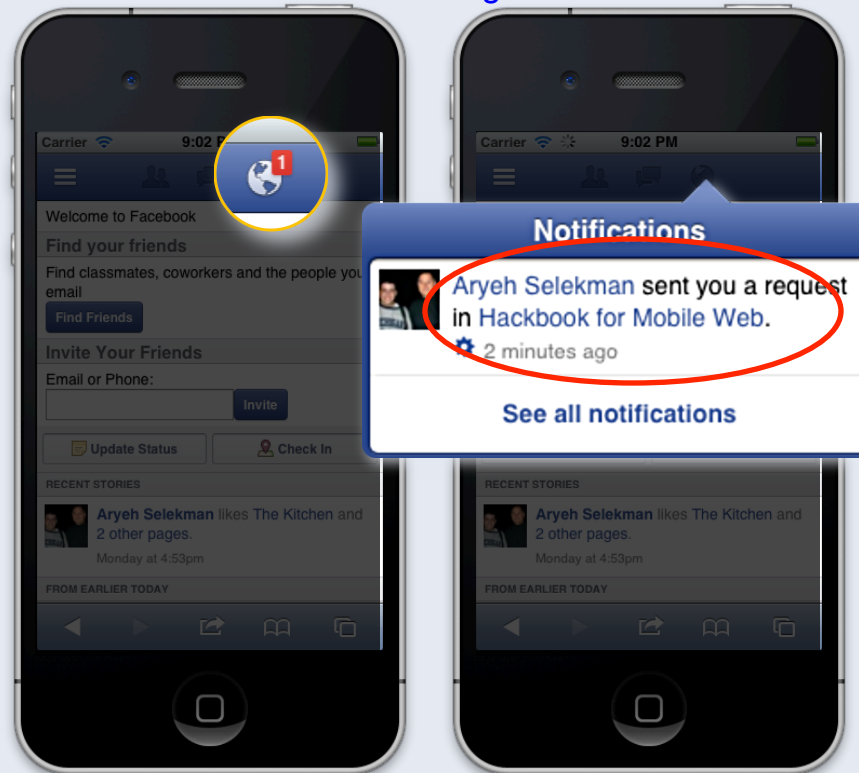 g
Carrier
9:02 P
1
Welcome to Facebook
Find your friends
Find classmates, coworkers and the people you
email
Find Friends
Invite Your Friends
Email or Phone:
Invite
Update Status
Check In
RECENT STORIES
Aryeh Selekman likes The Kitchen and
2 other pages.
Monday at 4:53pm
FROM EARLIER TODAY
Carrier
9:02 PM
Notifications
Aryeh Selekman sent you a request
in Hackbook for Mobile Web.
2 minutes ago
See all notifications
RECENT STORIES
Aryeh Selekman likes The Kitchen and
2 other pages.
Monday at 4:53pm
FROM EARLIER TODAY